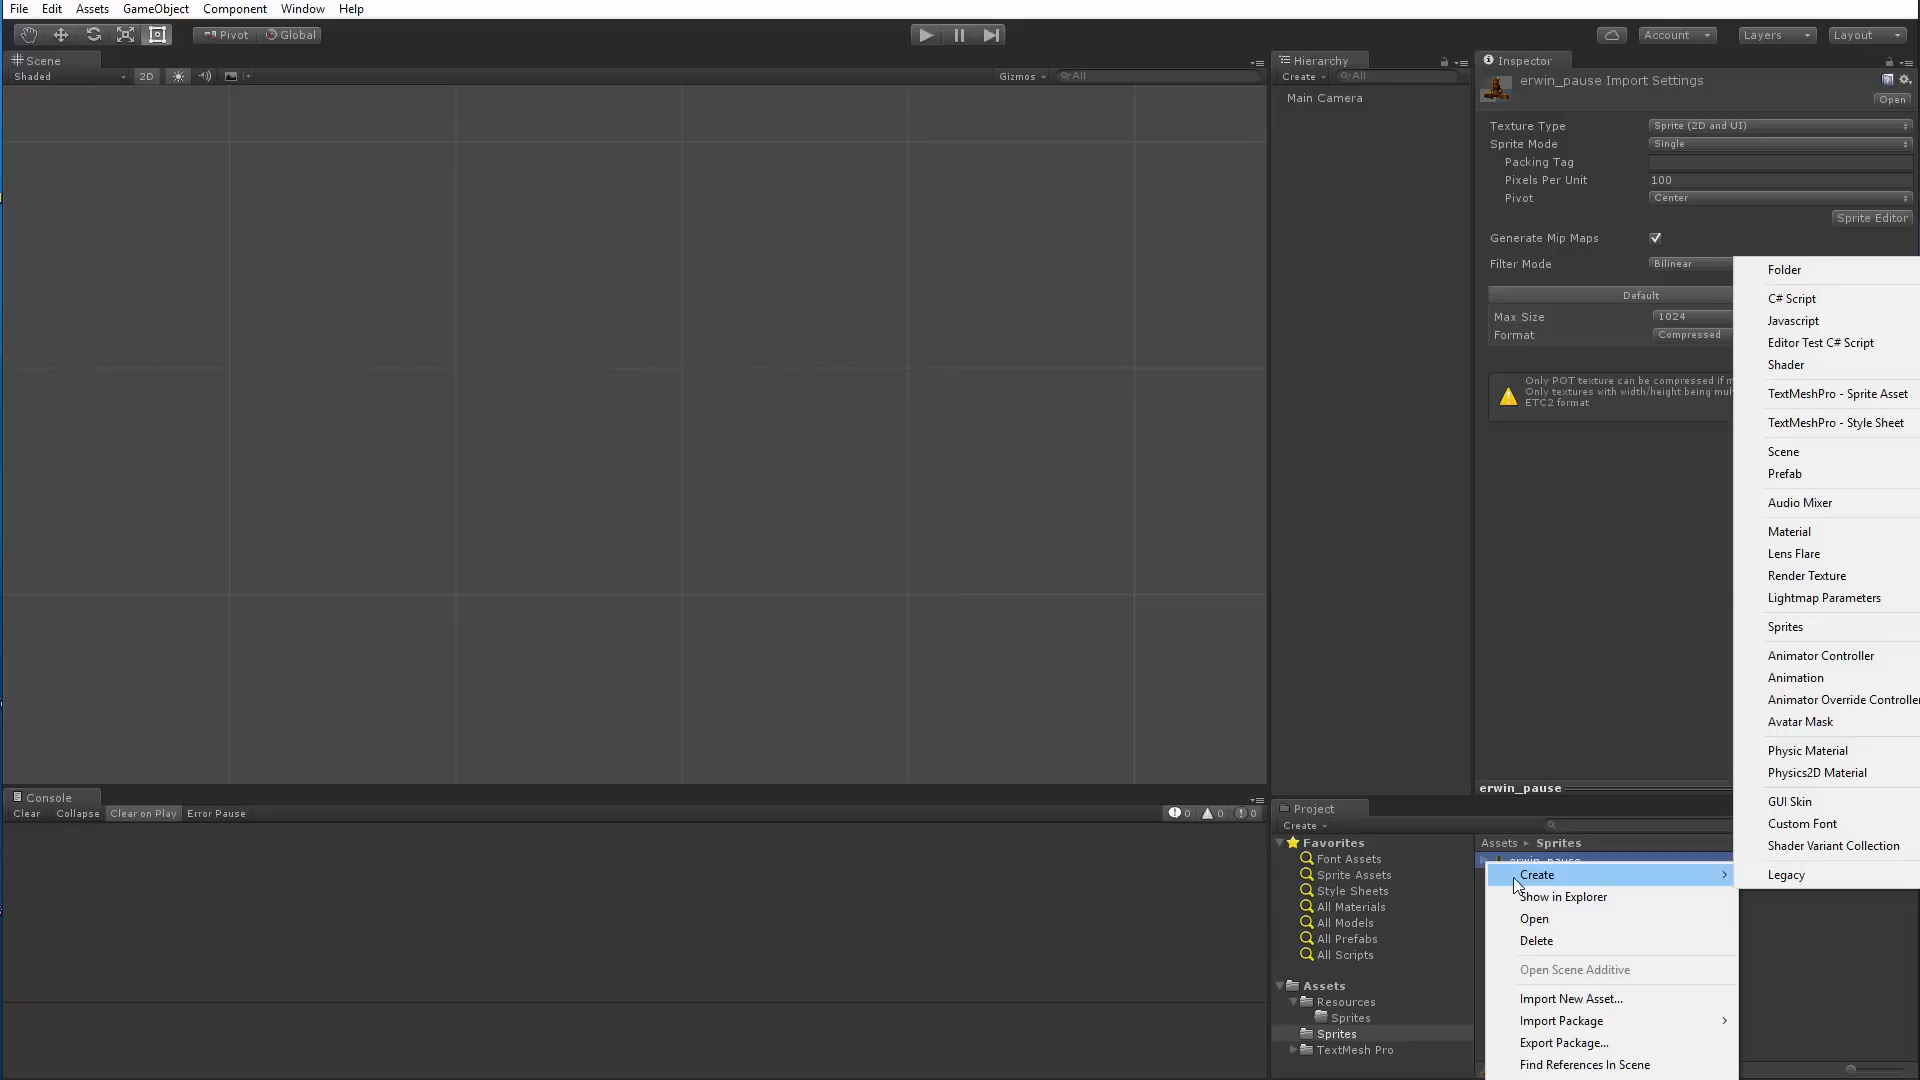 File Edit Assets GameObject Component Window Help
Pivot Global Account Layers Layout
Scene
Shaded 2D Gizmos All
Hierarchy
Create All
Main Camera
Inspector
erwin_pause Import Settings
Open
Texture Type Sprite (2D and UI)
Sprite Mode Single
Packing Tag
Pixels Per Unit 100
Pivot Center
Sprite Editor
Generate Mip Maps
Filter Mode Bilinear
Default
Max Size 1024
Format Compressed
Only POT texture can be compressed if m
Only textures with width/height being mul
ETC2 format
Folder
C# Script
Javascript
Editor Test C# Script
Shader
TextMeshPro - Sprite Asset
TextMeshPro - Style Sheet
Scene
Prefab
Audio Mixer
Material
Lens Flare
Render Texture
Lightmap Parameters
Sprites
Animator Controller
Animation
Animator Override Controller
Avatar Mask
Physic Material
Physics2D Material
GUI Skin
Custom Font
Shader Variant Collection
Legacy
erwin_pause
Console
Clear Collapse Clear on Play Error Pause 0 0 0
Project
Create
Favorites
Font Assets
Sprite Assets
Style Sheets
All Materials
All Models
All Prefabs
All Scripts
Assets
Resources
Sprites
Sprites
TextMesh Pro
Assets Sprites
erwin_pause
Create
Show in Explorer
Open
Delete
Open Scene Additive
Import New Asset...
Import Package
Export Package...
Find References In Scene